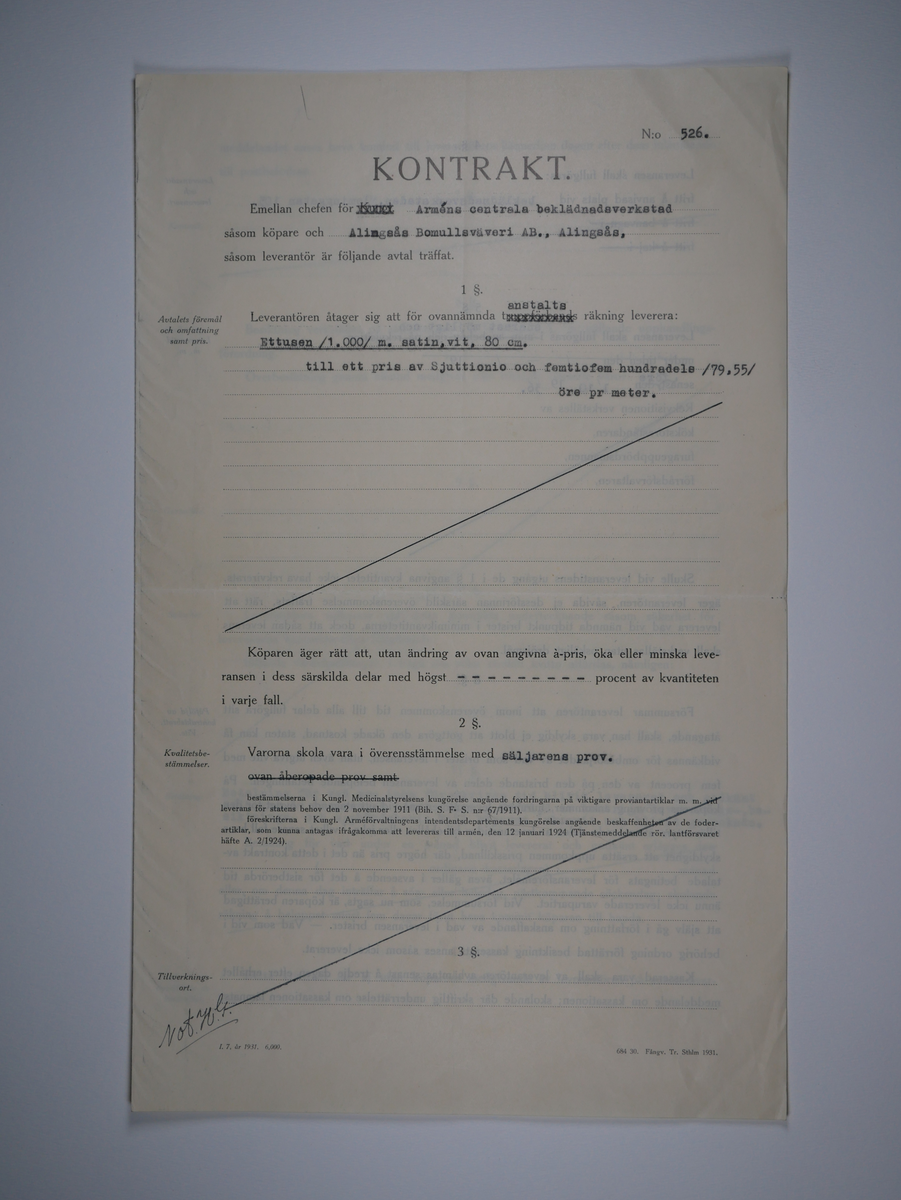 N:o 526.
KONTRAKT.
Emellan chefen för Arméns centrala beklädnadsverkstad
såsom köpare och Alingsås Bomullsväveri AB., Alingsås,
såsom leverantör är följande avtal träffat.
1 §.
anstalts
Avtalets föremål
och omfattning
samt pris.
Leverantören åtager sig att för ovannämnda räkning leverera:
Ettusen /1.000/ m. satin,vit, 80 cm.
till ett pris av Sjuttionio och femtiofem hundradels /79,55/
öre pr meter.
Köparen äger rätt att, utan ändring av ovan angivna à-pris, öka eller minska leve-
ransen i dess särskilda delar med högst - - - - - - - - - procent av kvantiteten
i varje fall.
2 §.
Kvalitetsbe-
stämmelser.
Varorna skola vara i överensstämmelse med säljarens prov.
ovan åberopade prov samt
bestämmelserna i Kungl. Medicinalstyrelsens kungörelse angående fordringarna på viktigare proviantartiklar m. m. vid
leverans för statens behov den 2 november 1911 (Bih. S. F. S. nr 67/1911).
föreskrifterna i Kungl. Arméförvaltningens intendentsdepartements kungörelse angående beskaffenheten av de foder-
artiklar, som kunna antagas ifrågakomma att levereras till armén, den 12 januari 1924 (Tjänstemeddelande rör. lantförsvaret
häfte A. 2/1924).
3 §.
Tillverknings-
ort.
I. 7, år 1931. 6,000.
684 30. Fånge. Tr. Sthlm 1931.